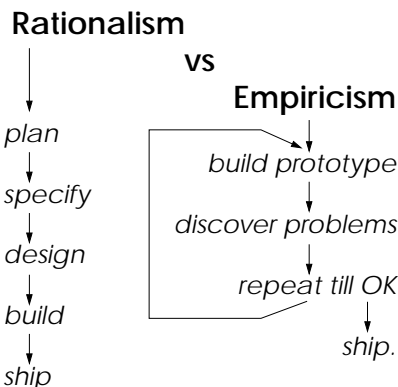 Rationalism
vs
Empiricism
plan
specify
design
build
ship
build prototype
discover problems
repeat till OK
ship.